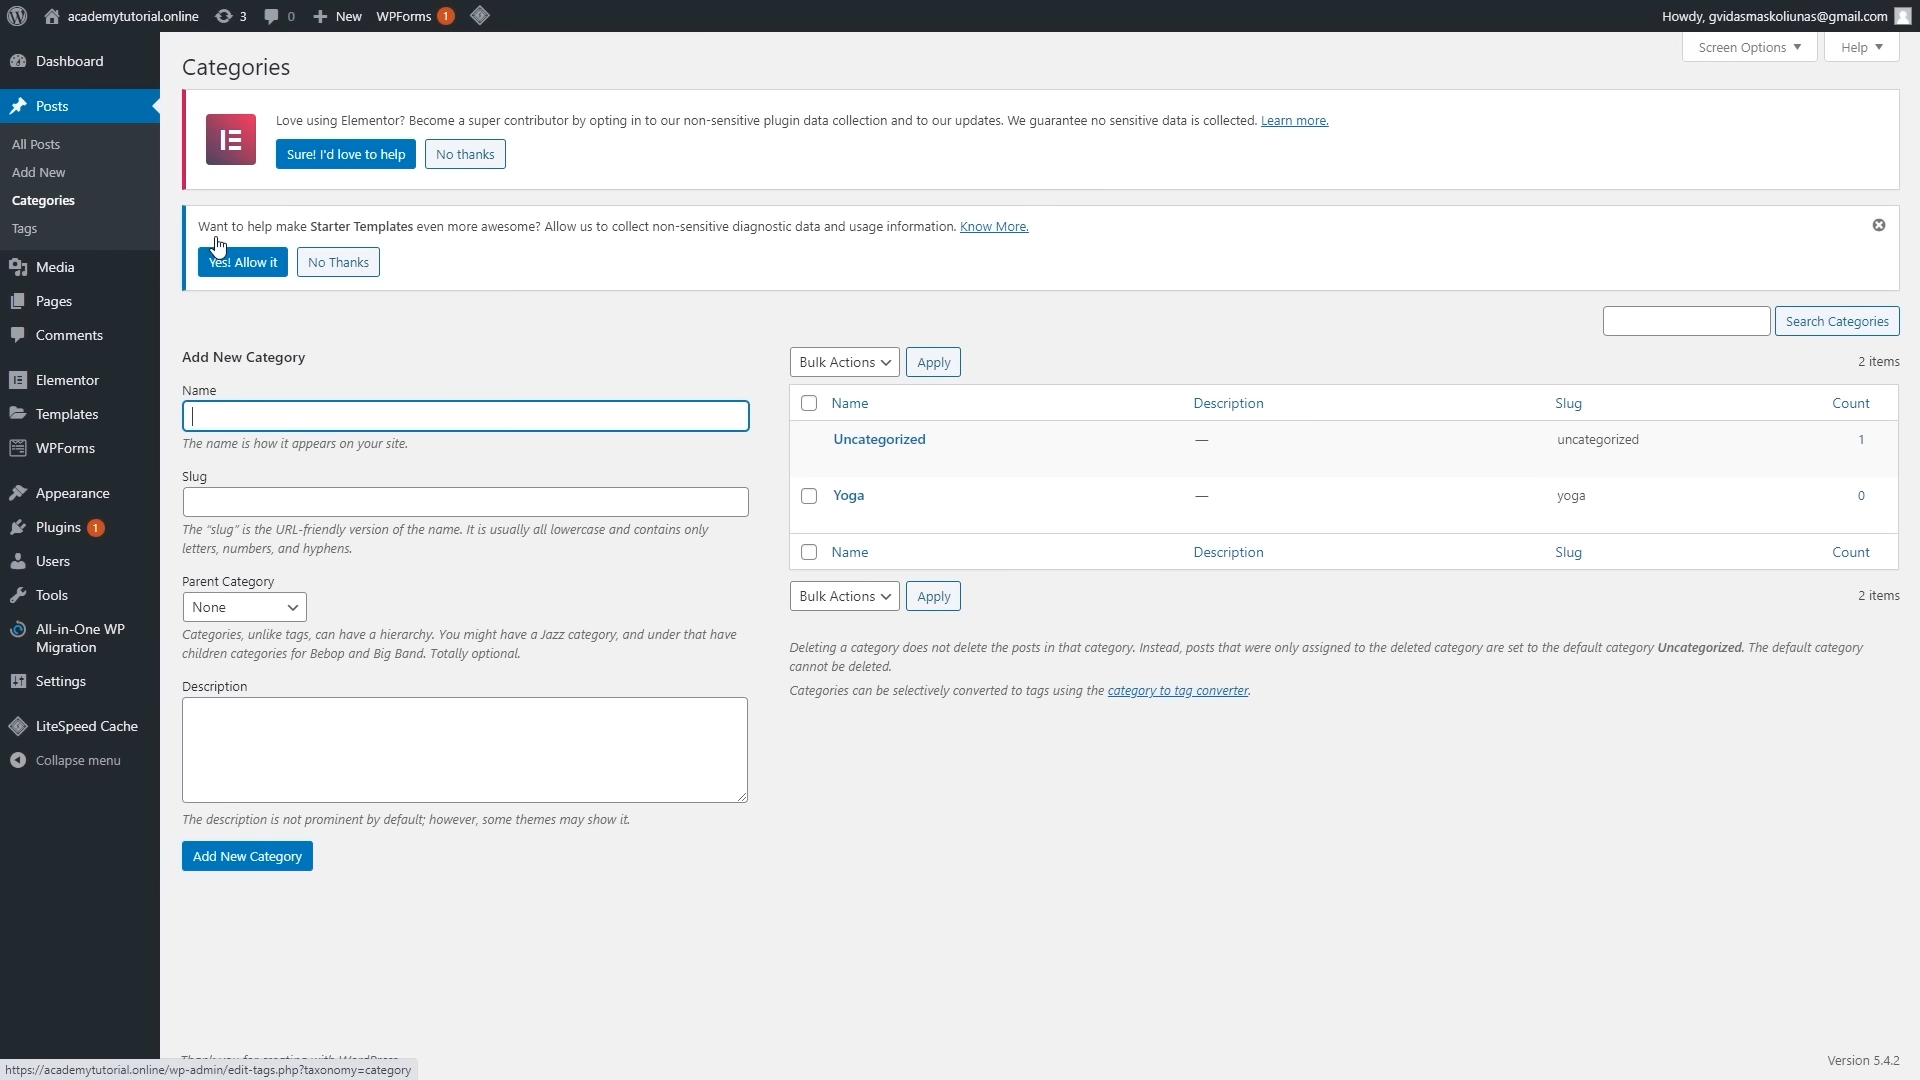 academytutorial.online
3
0
New
WPForms 1
Howdy, gvidasmaskoliunas@gmail.com
Dashboard
Posts
All Posts
Add New
Categories
Tags
Media
Pages
Comments
Elementor
Templates
WPForms
Appearance
Plugins 1
Users
Tools
All-in-One WP
Migration
Settings
LiteSpeed Cache
Collapse menu
Screen Options
Help
Categories
Love using Elementor? Become a super contributor by opting in to our non-sensitive plugin data collection and to our updates. We guarantee no sensitive data is collected. Learn more.
Sure! I'd love to help
No thanks
Want to help make Starter Templates even more awesome? Allow us to collect non-sensitive diagnostic data and usage information. Know More.
Yes! Allow it
No Thanks
Search Categories
Add New Category
Name
The name is how it appears on your site.
Slug
The “slug” is the URL-friendly version of the name. It is usually all lowercase and contains only
letters, numbers, and hyphens.
Parent Category
None
Categories, unlike tags, can have a hierarchy. You might have a Jazz category, and under that have
children categories for Bebop and Big Band. Totally optional.
Description
The description is not prominent by default; however, some themes may show it.
Add New Category
Bulk Actions
Apply
2 items
Name Description Slug Count
Uncategorized — uncategorized 1
Yoga — yoga 0
Name Description Slug Count
Bulk Actions
Apply
2 items
Deleting a category does not delete the posts in that category. Instead, posts that were only assigned to the deleted category are set to the default category Uncategorized. The default category
cannot be deleted.
Categories can be selectively converted to tags using the category to tag converter.
Thank you for creating with WordPress.
Version 5.4.2
https://academytutorial.online/wp-admin/edit-tags.php?taxonomy=category